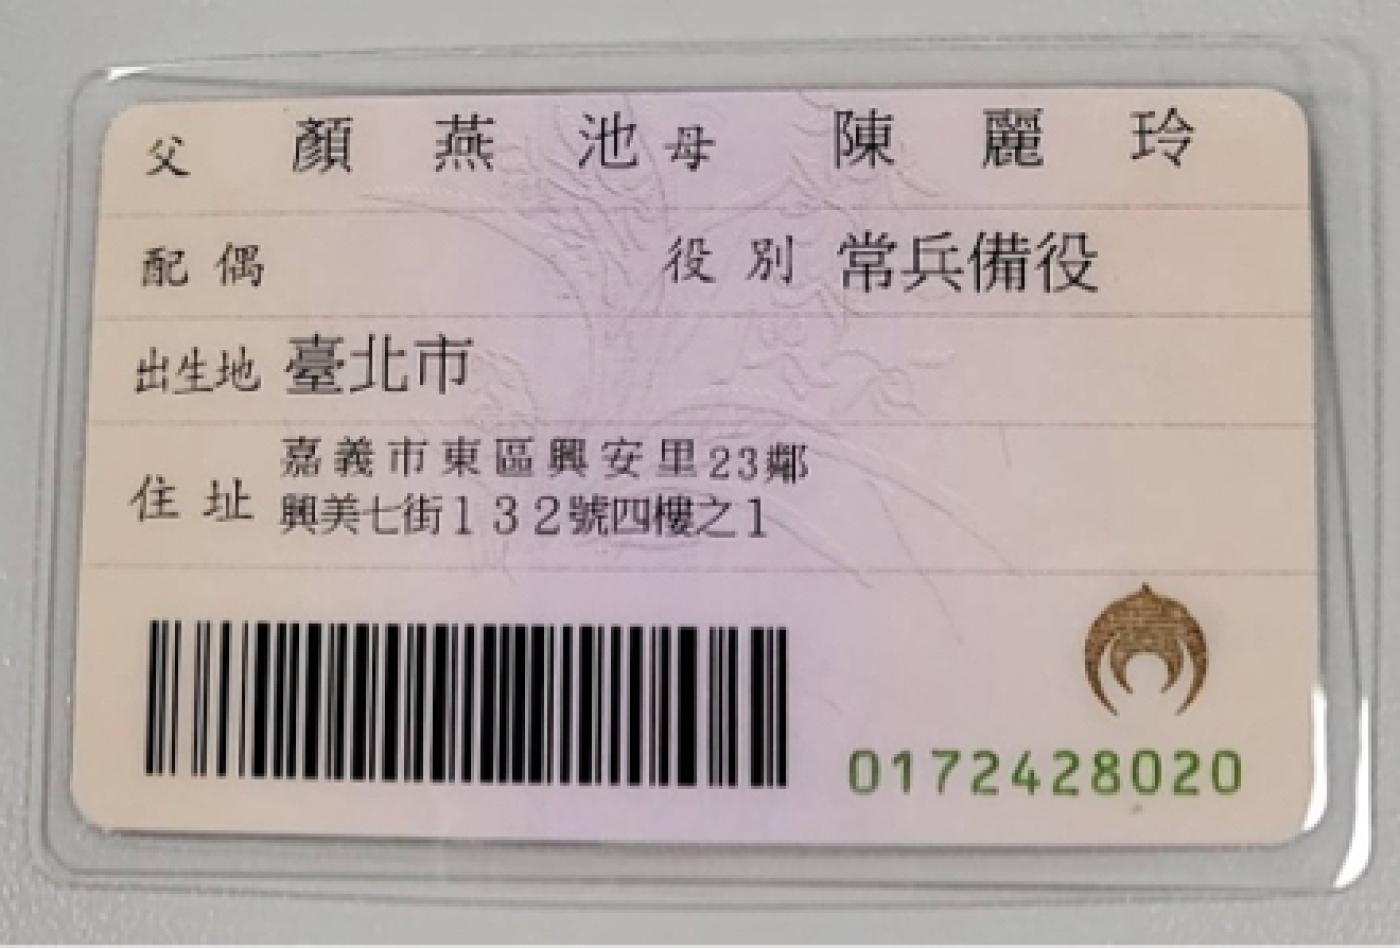 父 顏燕池 母 陳麗玲
配偶 役別 常兵備役
出生地 臺北市
住址 嘉義市東區興安里23鄰
興美七街132號四樓之1
0172428020